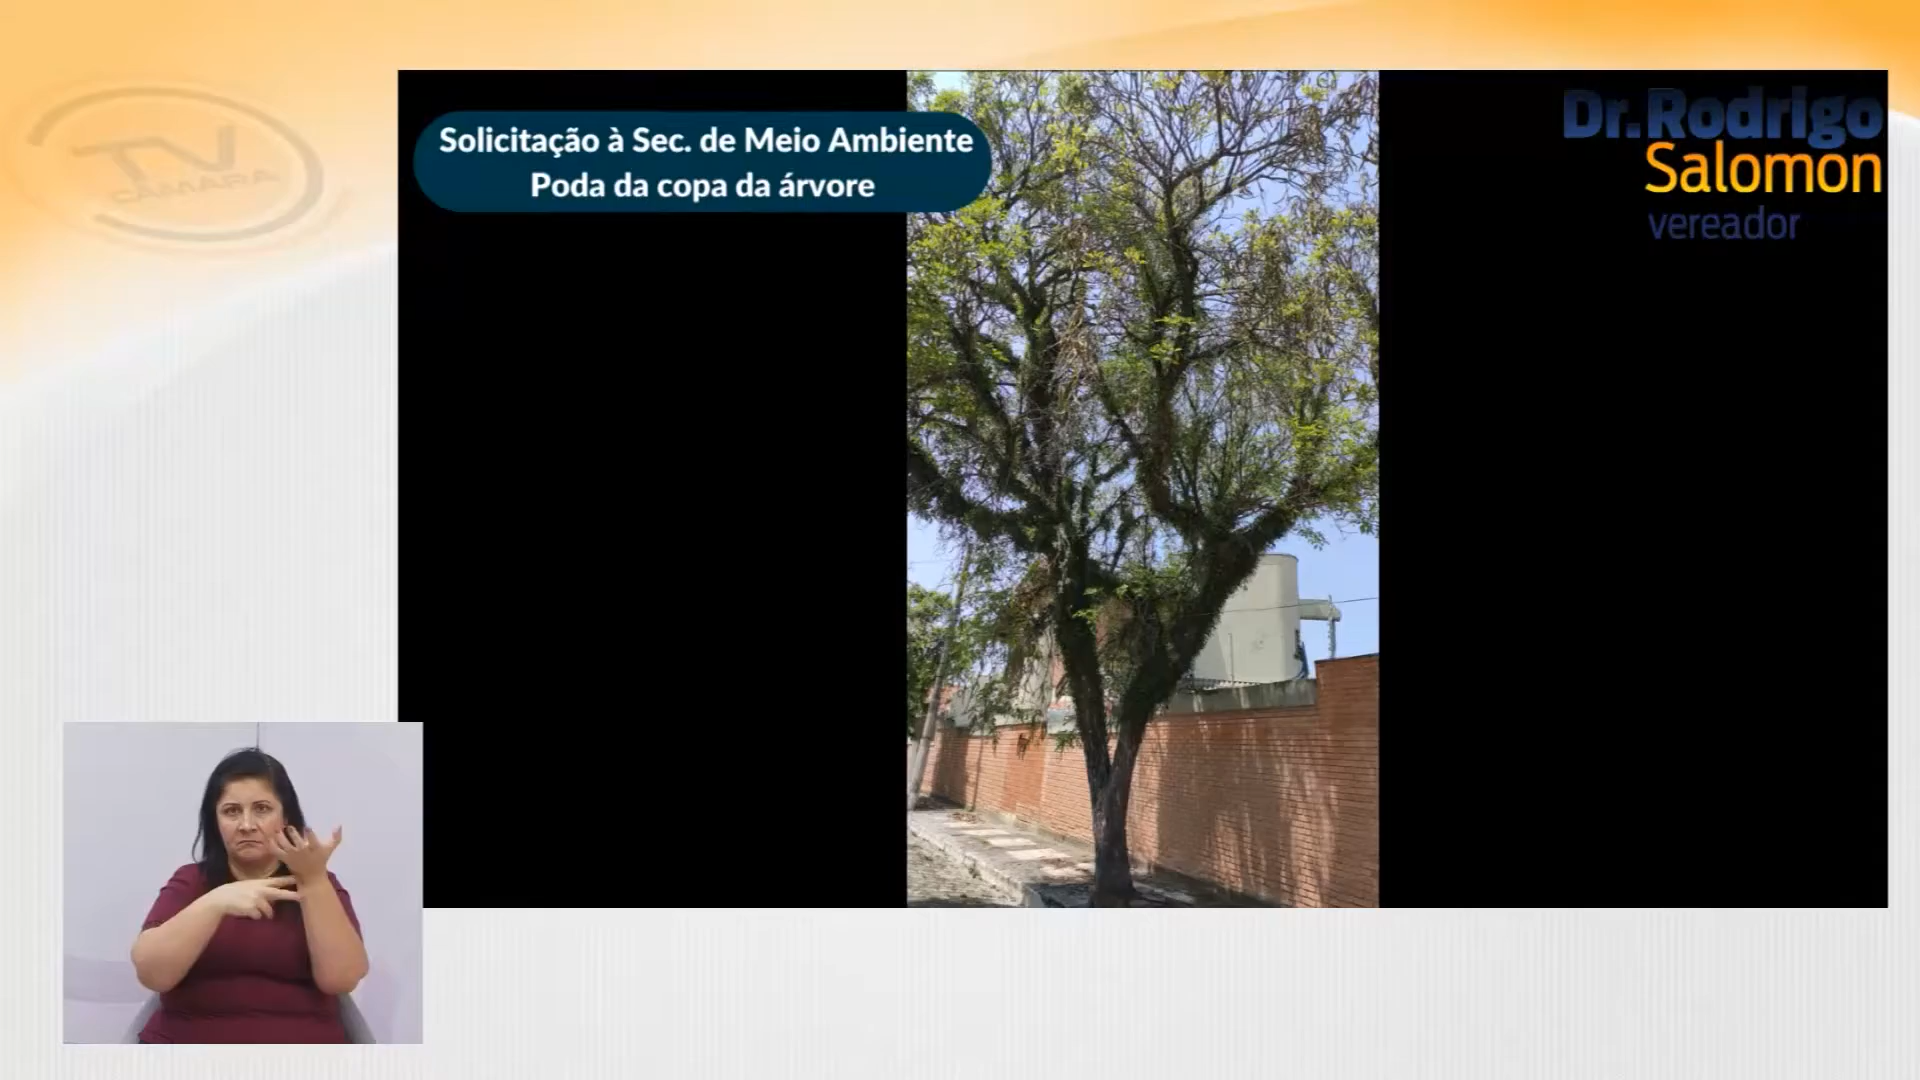 TV
CÂMARA
Solicitação à Sec. de Meio Ambiente
Poda da copa da árvore
Dr. Rodrigo
Salomon
vereador